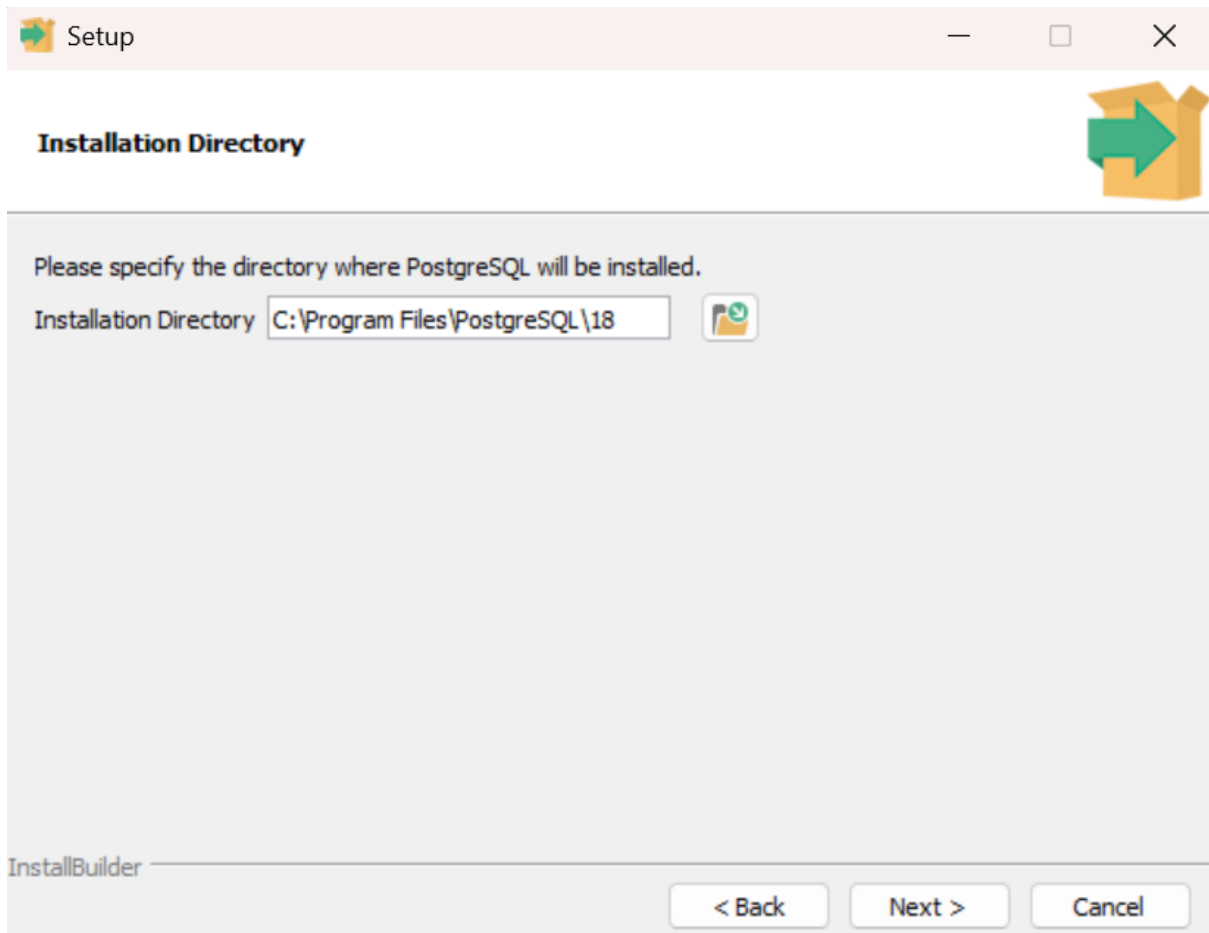 Setup
Installation Directory
Please specify the directory where PostgreSQL will be installed.
Installation Directory C:\Program Files\PostgreSQL\18
InstallBuilder
< Back Next > Cancel